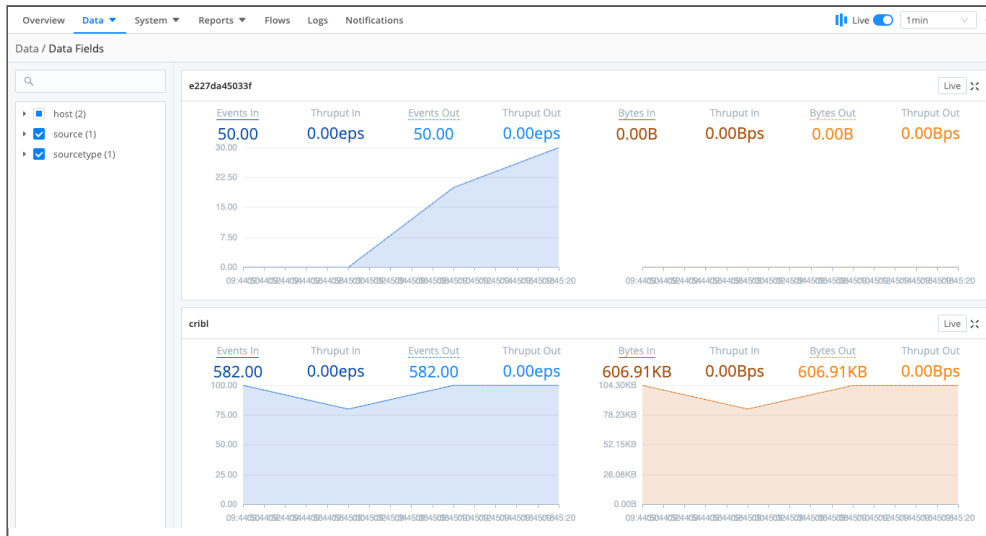 Overview Data System Reports Flows Logs Notifications Live 1min
Data / Data Fields
host (2)
source (1)
sourcetype (1)
e227da45033f Live
Events In Thruput In Events Out Thruput Out Bytes In Thruput In Bytes Out Thruput Out
50.00 0.00eps 50.00 0.00eps 0.00B 0.00Bps 0.00B 0.00Bps
30.00
22.50
15.00
7.50
0.00
cribl Live
Events In Thruput In Events Out Thruput Out Bytes In Thruput In Bytes Out Thruput Out
582.00 0.00eps 582.00 0.00eps 606.91KB 0.00Bps 606.91KB 0.00Bps
100.00 104.30KB
75.00 78.23KB
50.00 52.15KB
25.00 26.08KB
0.00 0.00B